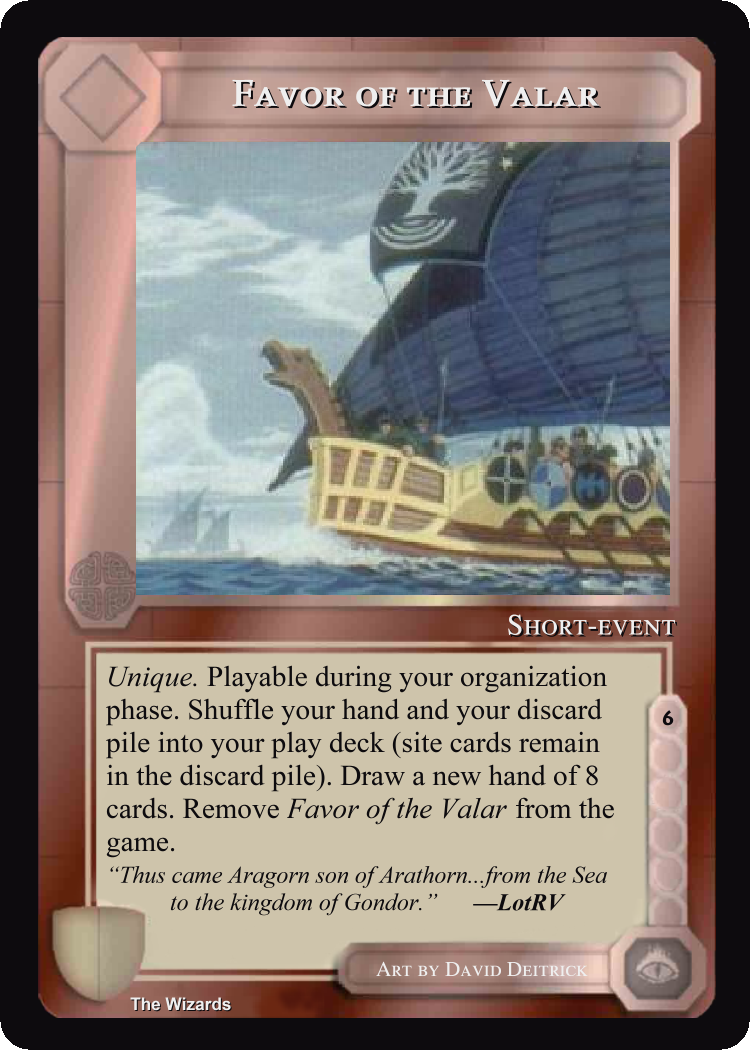 Favor of the Valar
Short-event
Unique. Playable during your organization
phase. Shuffle your hand and your discard
pile into your play deck (site cards remain
in the discard pile). Draw a new hand of 8
cards. Remove Favor of the Valar from the
game.
6
“Thus came Aragorn son of Arathorn...from the Sea
to the kingdom of Gondor.” —LotRV
Art by David Deitrick
The Wizards